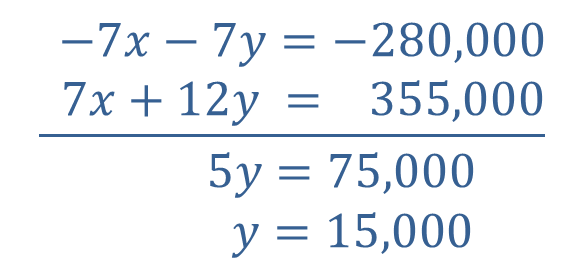 −7x − 7y = −280,000
7x + 12y = 355,000
5y = 75,000
y = 15,000